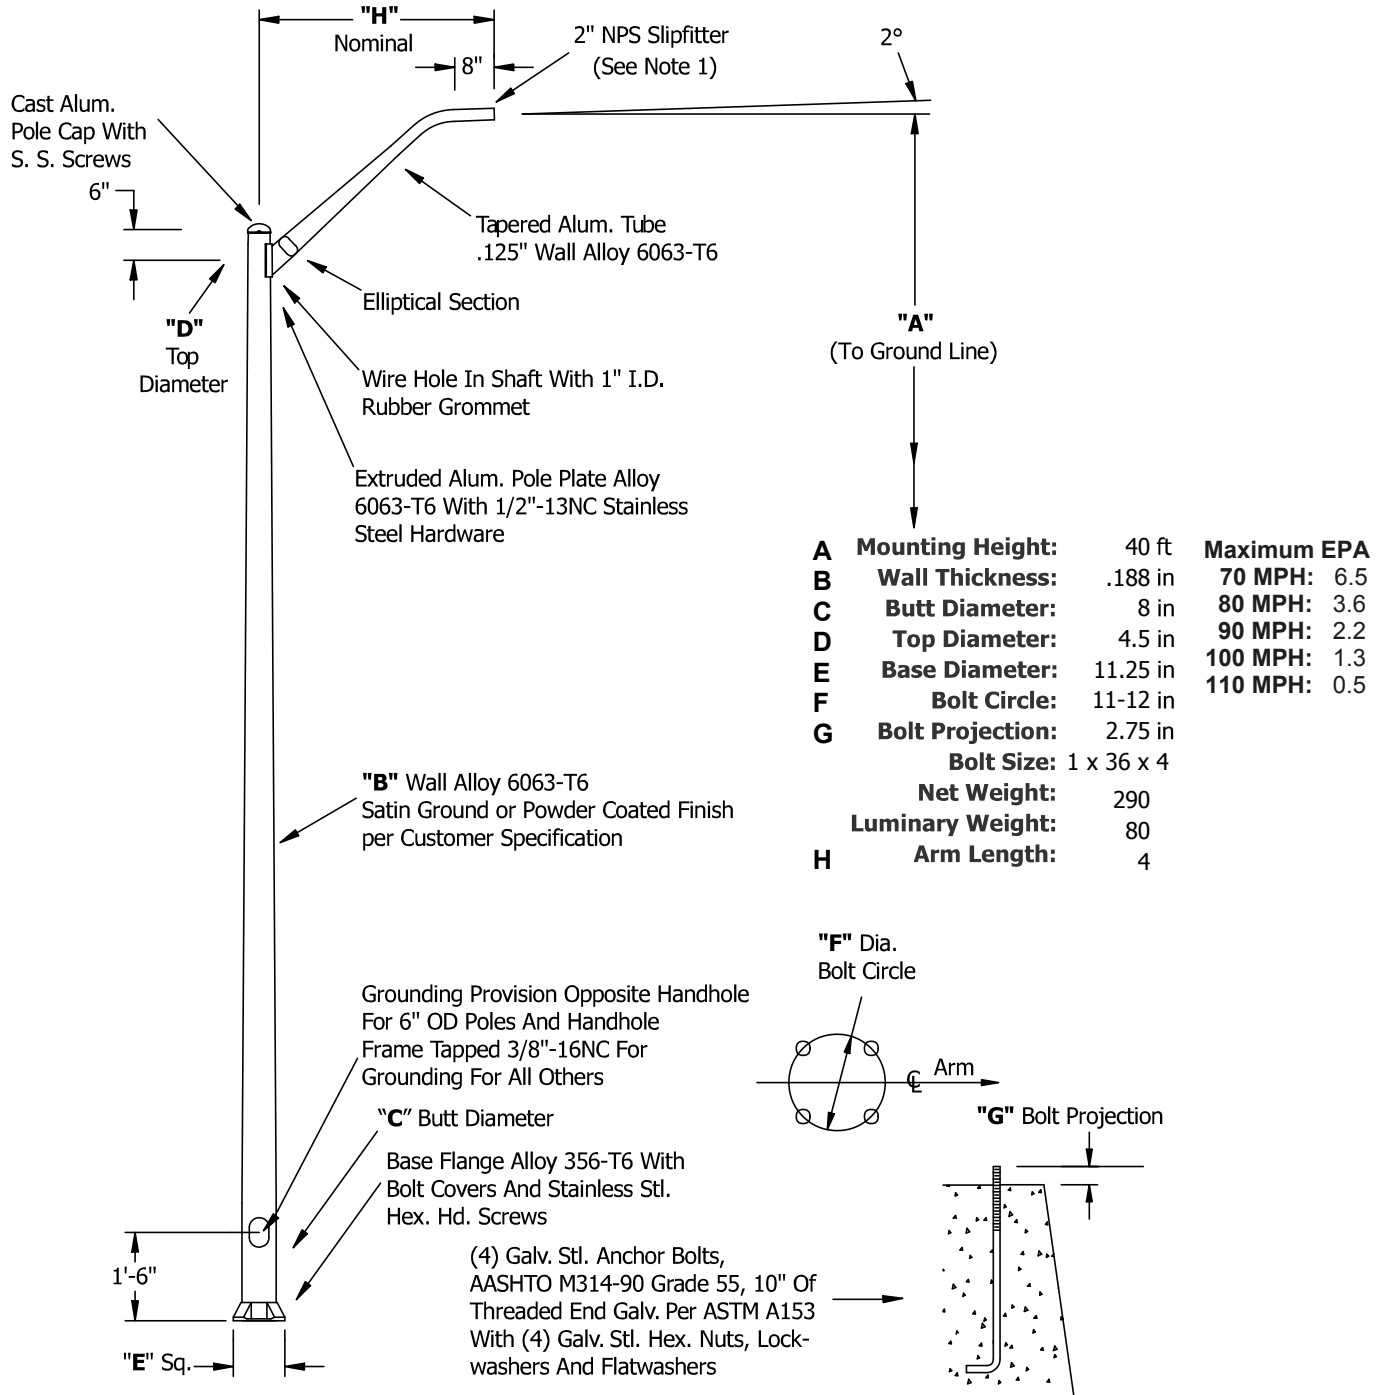 "H"
Nominal
8"
2" NPS Slipfitter
(See Note 1)
2°
Cast Alum.
Pole Cap With
S. S. Screws
6"
Tapered Alum. Tube
.125" Wall Alloy 6063-T6
Elliptical Section
"D"
Top
Diameter
"A"
(To Ground Line)
Wire Hole In Shaft With 1" I.D.
Rubber Grommet
Extruded Alum. Pole Plate Alloy
6063-T6 With 1/2"-13NC Stainless
Steel Hardware
A Mounting Height: 40 ft
B Wall Thickness: .188 in
C Butt Diameter: 8 in
D Top Diameter: 4.5 in
E Base Diameter: 11.25 in
F Bolt Circle: 11-12 in
G Bolt Projection: 2.75 in
Bolt Size: 1 x 36 x 4
Net Weight: 290
Luminary Weight: 80
H Arm Length: 4
Maximum EPA
70 MPH: 6.5
80 MPH: 3.6
90 MPH: 2.2
100 MPH: 1.3
110 MPH: 0.5
"B" Wall Alloy 6063-T6
Satin Ground or Powder Coated Finish
per Customer Specification
"F" Dia.
Bolt Circle
Grounding Provision Opposite Handhole
For 6" OD Poles And Handhole
Frame Tapped 3/8"-16NC For
Grounding For All Others
℄ Arm
"G" Bolt Projection
“C” Butt Diameter
Base Flange Alloy 356-T6 With
Bolt Covers And Stainless Stl.
Hex. Hd. Screws
1'-6"
(4) Galv. Stl. Anchor Bolts,
AASHTO M314-90 Grade 55, 10" Of
Threaded End Galv. Per ASTM A153
With (4) Galv. Stl. Hex. Nuts, Lock-
washers And Flatwashers
"E" Sq.